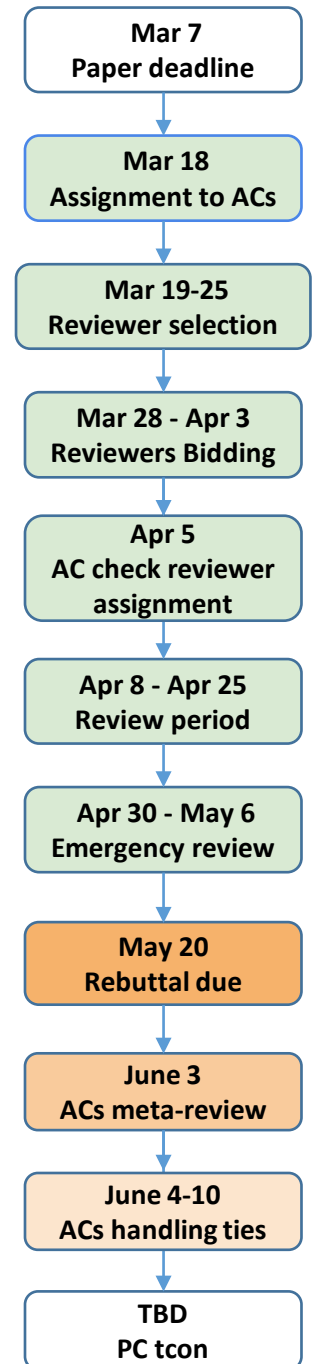 Mar 7
Paper deadline
Mar 18
Assignment to ACs
Mar 19-25
Reviewer selection
Mar 28 - Apr 3
Reviewers Bidding
Apr 5
AC check reviewer
assignment
Apr 8 - Apr 25
Review period
Apr 30 - May 6
Emergency review
May 20
Rebuttal due
June 3
ACs meta-review
June 4-10
ACs handling ties
TBD
PC tcon